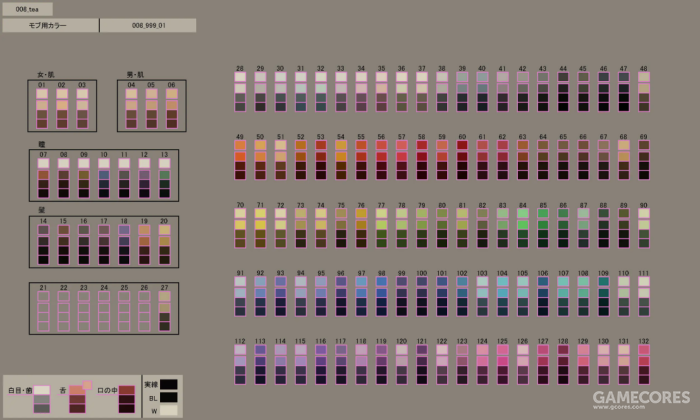 008_tea
モブ用カラー 008_999_01
女・肌 男・肌
01 02 03 04 05 06
瞳
07 08 09 10 11 12 13
髪
14 15 16 17 18 19 20
21 22 23 24 25 26 27
28 29 30 31 32 33 34 35 36 37 38 39 40 41 42 43 44 45 46 47 48
49 50 51 52 53 54 55 56 57 58 59 60 61 62 63 64 65 66 67 68 69
70 71 72 73 74 75 76 77 78 79 80 81 82 83 84 85 86 87 88 89 90
91 92 93 94 95 96 97 98 99 100 101 102 103 104 105 106 107 108 109 110 111
112 113 114 115 116 117 118 119 120 121 122 123 124 125 126 127 128 129 130 131 132
白目・歯 舌 口の中 実線
BL
W
GAMECORES
www.gcores.com